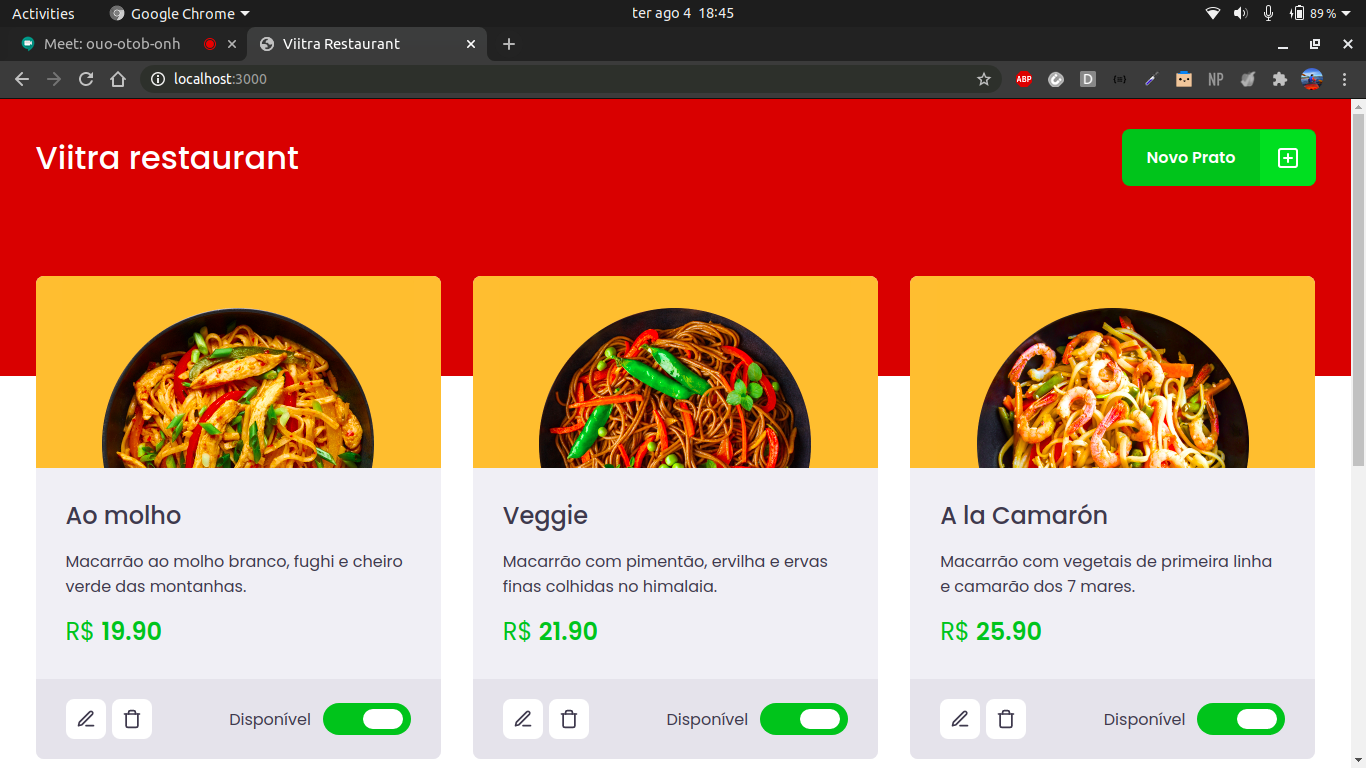 Activities
Google Chrome
ter ago 4 18:45
89 %
Meet: ouo-otob-onh
Viitra Restaurant
localhost:3000
ABP
D
NP
Viitra restaurant
Novo Prato
Ao molho
Macarrão ao molho branco, fughi e cheiro
verde das montanhas.
R$ 19.90
Disponível
Veggie
Macarrão com pimentão, ervilha e ervas
finas colhidas no himalaia.
R$ 21.90
Disponível
A la Camarón
Macarrão com vegetais de primeira linha
e camarão dos 7 mares.
R$ 25.90
Disponível